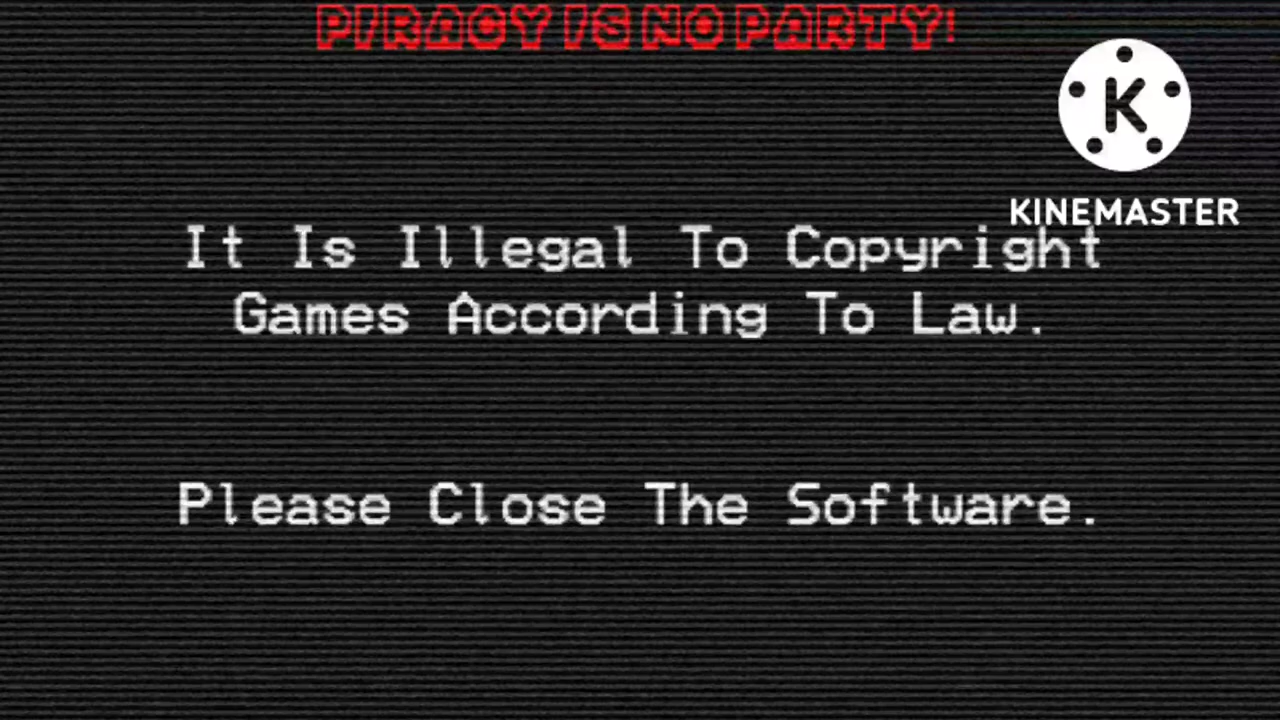 PIRACY IS NO PARTY!
K
KINEMASTER
It Is Illegal To Copyright
Games According To Law.
Please Close The Software.